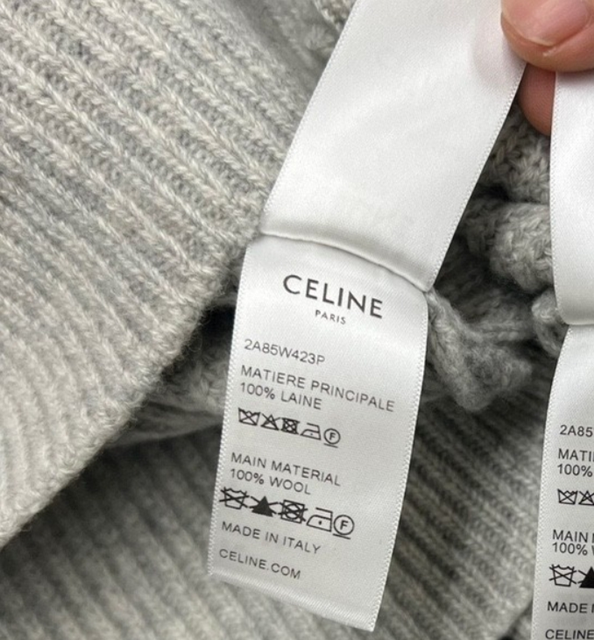 CELINE
PARIS
2A85W423P
MATIERE PRINCIPALE
100% LAINE
F
MAIN MATERIAL
100% WOOL
F
MADE IN ITALY
CELINE.COM
2A85
MATI
100%
MAIN
100%
MADE
CELINE